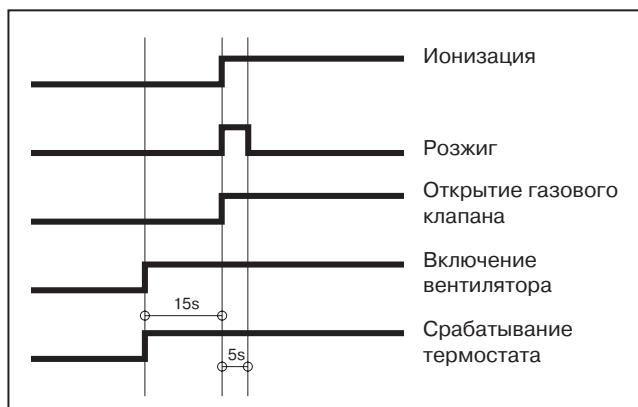 Ионизация
Розжиг
Открытие газового
клапана
Включение
вентилятора
15s
Срабатывание
термостата
5s